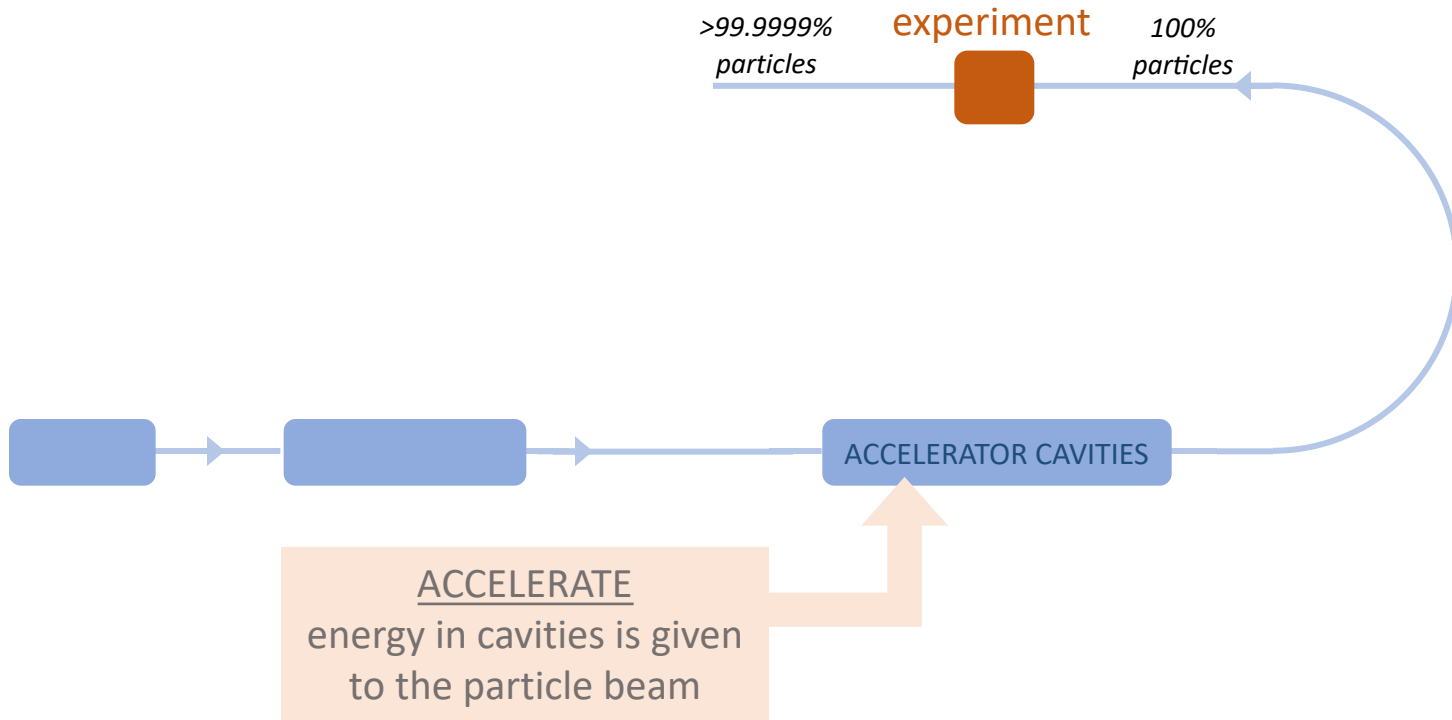 >99.9999%
particles
experiment
100%
particles
ACCELERATOR CAVITIES
ACCELERATE
energy in cavities is given
to the particle beam